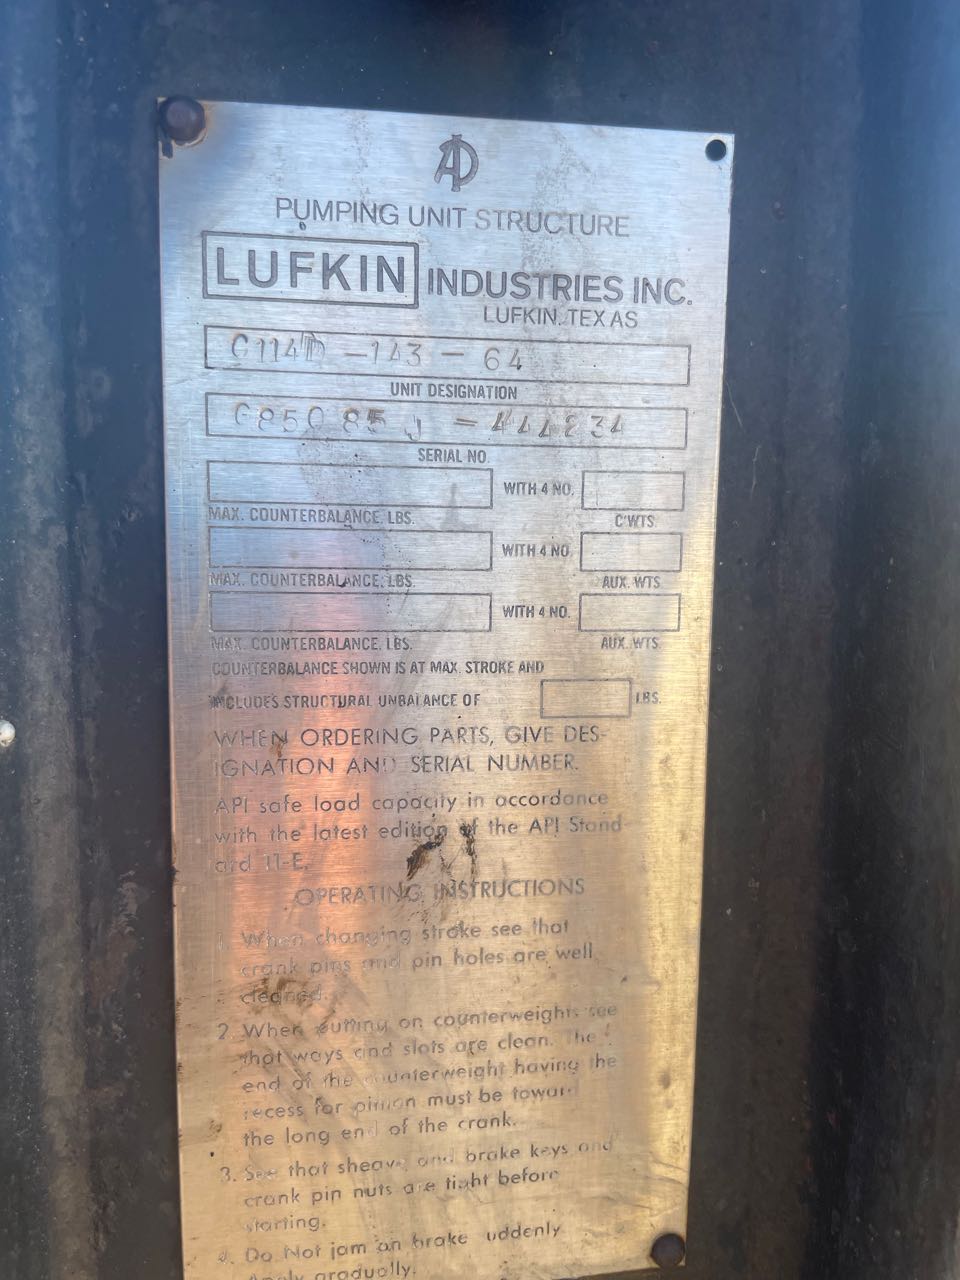 API
PUMPING UNIT STRUCTURE
LUFKIN INDUSTRIES INC.
LUFKIN, TEXAS
C114D - 143 - 64
UNIT DESIGNATION
SERIAL NO.
WITH 4 NO.
MAX. COUNTERBALANCE, LBS. C'WTS.
WITH 4 NO.
MAX. COUNTERBALANCE, LBS. AUX. WTS.
WITH 4 NO.
MAX. COUNTERBALANCE, LBS. AUX. WTS.
COUNTERBALANCE SHOWN IS AT MAX. STROKE AND
INCLUDES STRUCTURAL UNBALANCE OF LBS.
WHEN ORDERING PARTS, GIVE DES-
IGNATION AND SERIAL NUMBER.
API safe load capacity in accordance
with the latest edition of the API Stand-
ard 11-E.
OPERATING INSTRUCTIONS
1. When changing stroke see that
crank pins and pin holes are well
cleaned.
2. When putting on counterweights see
that ways and slots are clean. The
end of the counterweight having the
recess for pinion must be toward
the long end of the crank.
3. See that sheave and brake keys and
crank pin nuts are tight before
starting.
4. Do Not jam on brake suddenly
Apply gradually.